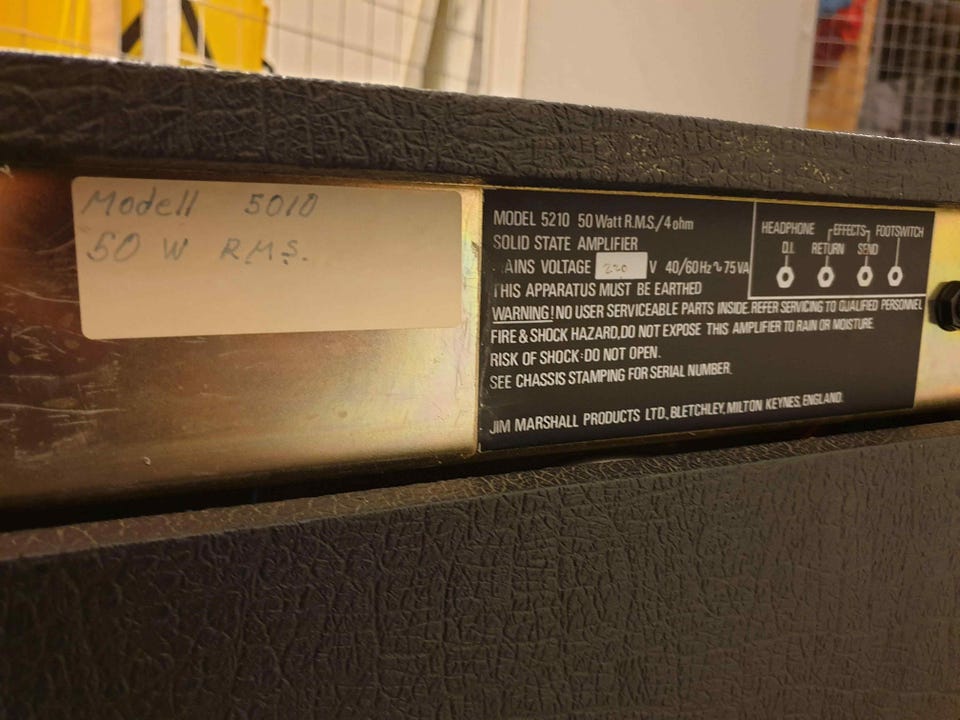 Modell 5010
50 W R.M.S.
MODEL 5210 50 Watt R.M.S./4 ohm
SOLID STATE AMPLIFIER
AINS VOLTAGE 220 V 40/60Hz ~ 75VA
THIS APPARATUS MUST BE EARTHED
WARNING! NO USER SERVICEABLE PARTS INSIDE. REFER SERVICING TO QUALIFIED PERSONNEL
FIRE & SHOCK HAZARD, DO NOT EXPOSE THIS AMPLIFIER TO RAIN OR MOISTURE.
RISK OF SHOCK: DO NOT OPEN.
SEE CHASSIS STAMPING FOR SERIAL NUMBER.
JIM MARSHALL PRODUCTS LTD., BLETCHLEY, MILTON KEYNES, ENGLAND.
HEADPHONE EFFECTS FOOTSWITCH
D.I. RETURN SEND